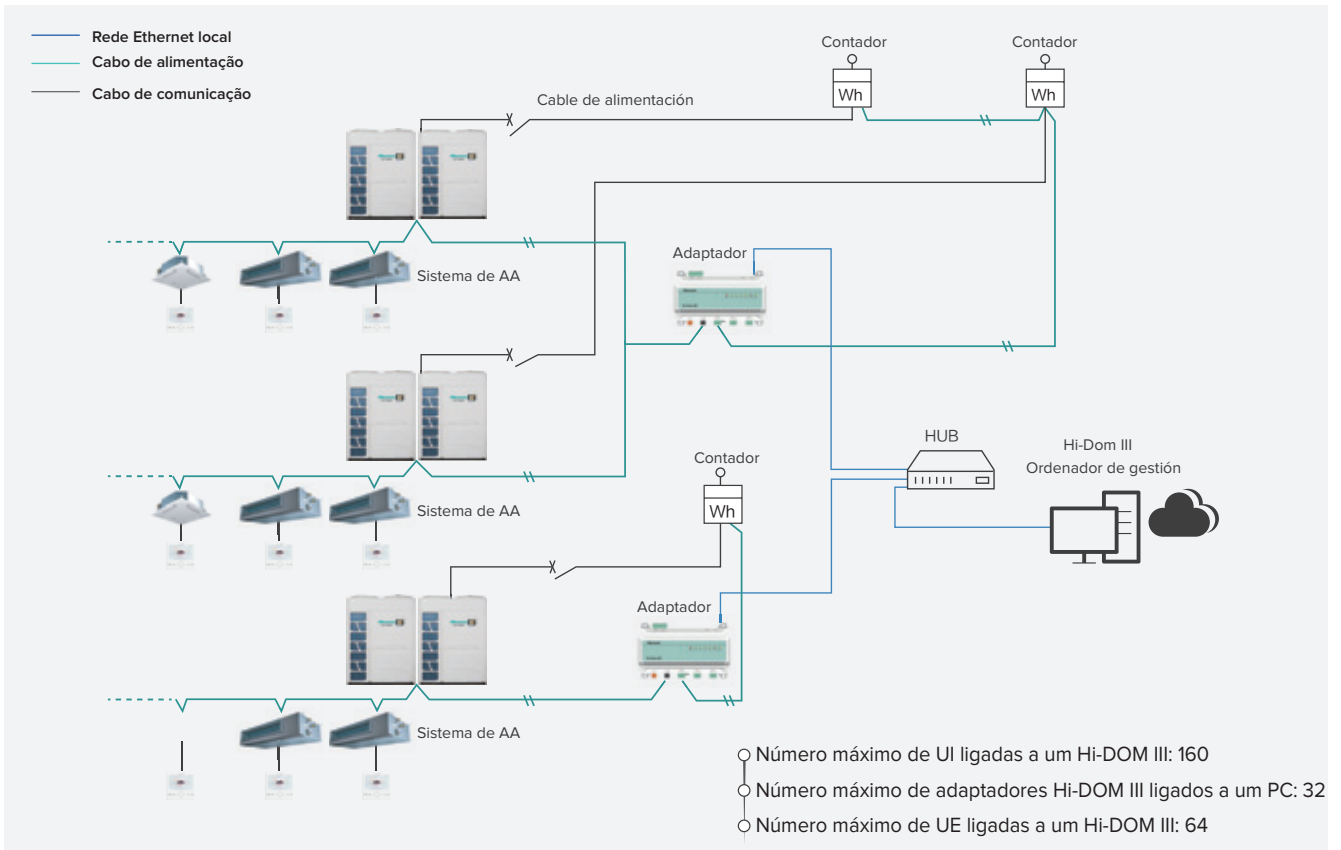 Rede Ethernet local
Cabo de alimentação
Cabo de comunicação
Contador
Contador
Wh
Wh
Cable de alimentación
Adaptador
Sistema de AA
HUB
Hi-Dom III
Ordenador de gestión
Contador
Wh
Sistema de AA
Adaptador
Sistema de AA
Número máximo de UI ligadas a um Hi-DOM III: 160
Número máximo de adaptadores Hi-DOM III ligados a um PC: 32
Número máximo de UE ligadas a um Hi-DOM III: 64